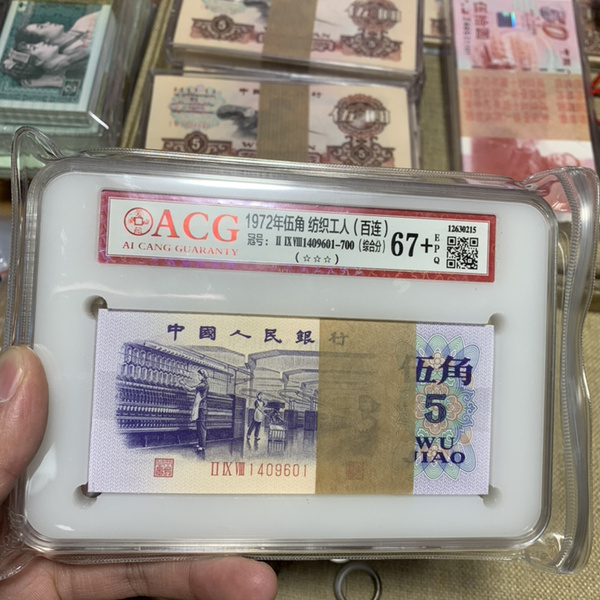 ACG
AI CANG GUARANTY
1972年伍角 纺织工人（百连）
冠号： II IX VIII1409601-700 (综合分)
(☆☆☆)
67+
EPQ
12630215
中國人民銀行
伍角
5
WU
JIAO
II IX VIII 1409601